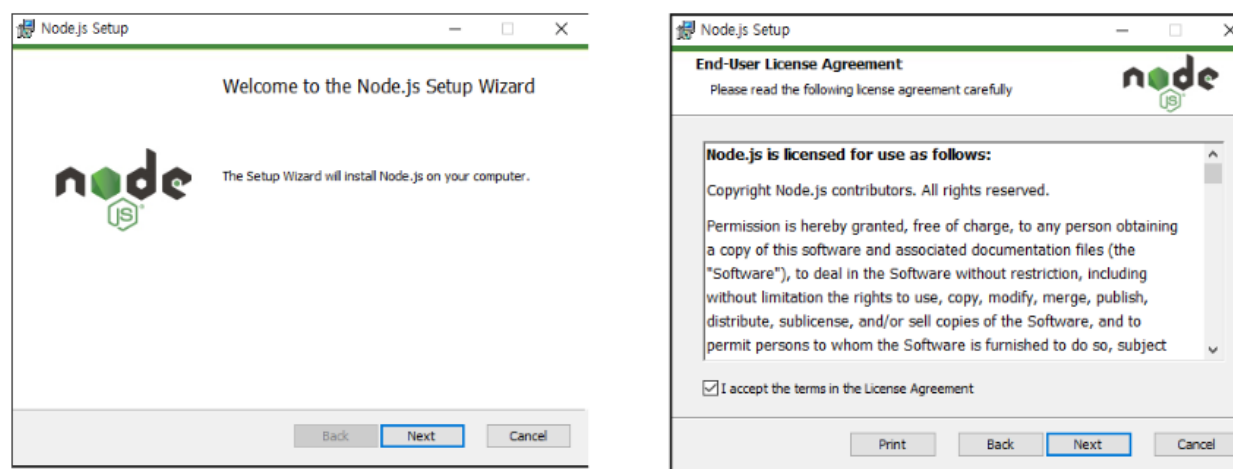 Node.js Setup
Welcome to the Node.js Setup Wizard
node
JS
The Setup Wizard will install Node.js on your computer.
Back
Next
Cancel
Node.js Setup
End-User License Agreement
Please read the following license agreement carefully
node
JS
Node.js is licensed for use as follows:
Copyright Node.js contributors. All rights reserved.
Permission is hereby granted, free of charge, to any person obtaining
a copy of this software and associated documentation files (the
"Software"), to deal in the Software without restriction, including
without limitation the rights to use, copy, modify, merge, publish,
distribute, sublicense, and/or sell copies of the Software, and to
permit persons to whom the Software is furnished to do so, subject
I accept the terms in the License Agreement
Print
Back
Next
Cancel